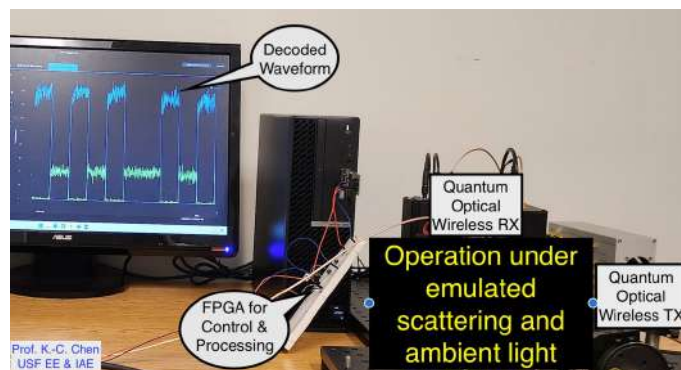 Decoded
Waveform
ASUS
Quantum
Optical
Wireless RX
Operation under
emulated
scattering and
ambient light
Quantum
Optical
Wireless TX
FPGA for
Control &
Processing
Prof. K.-C. Chen
USF EE & IAE